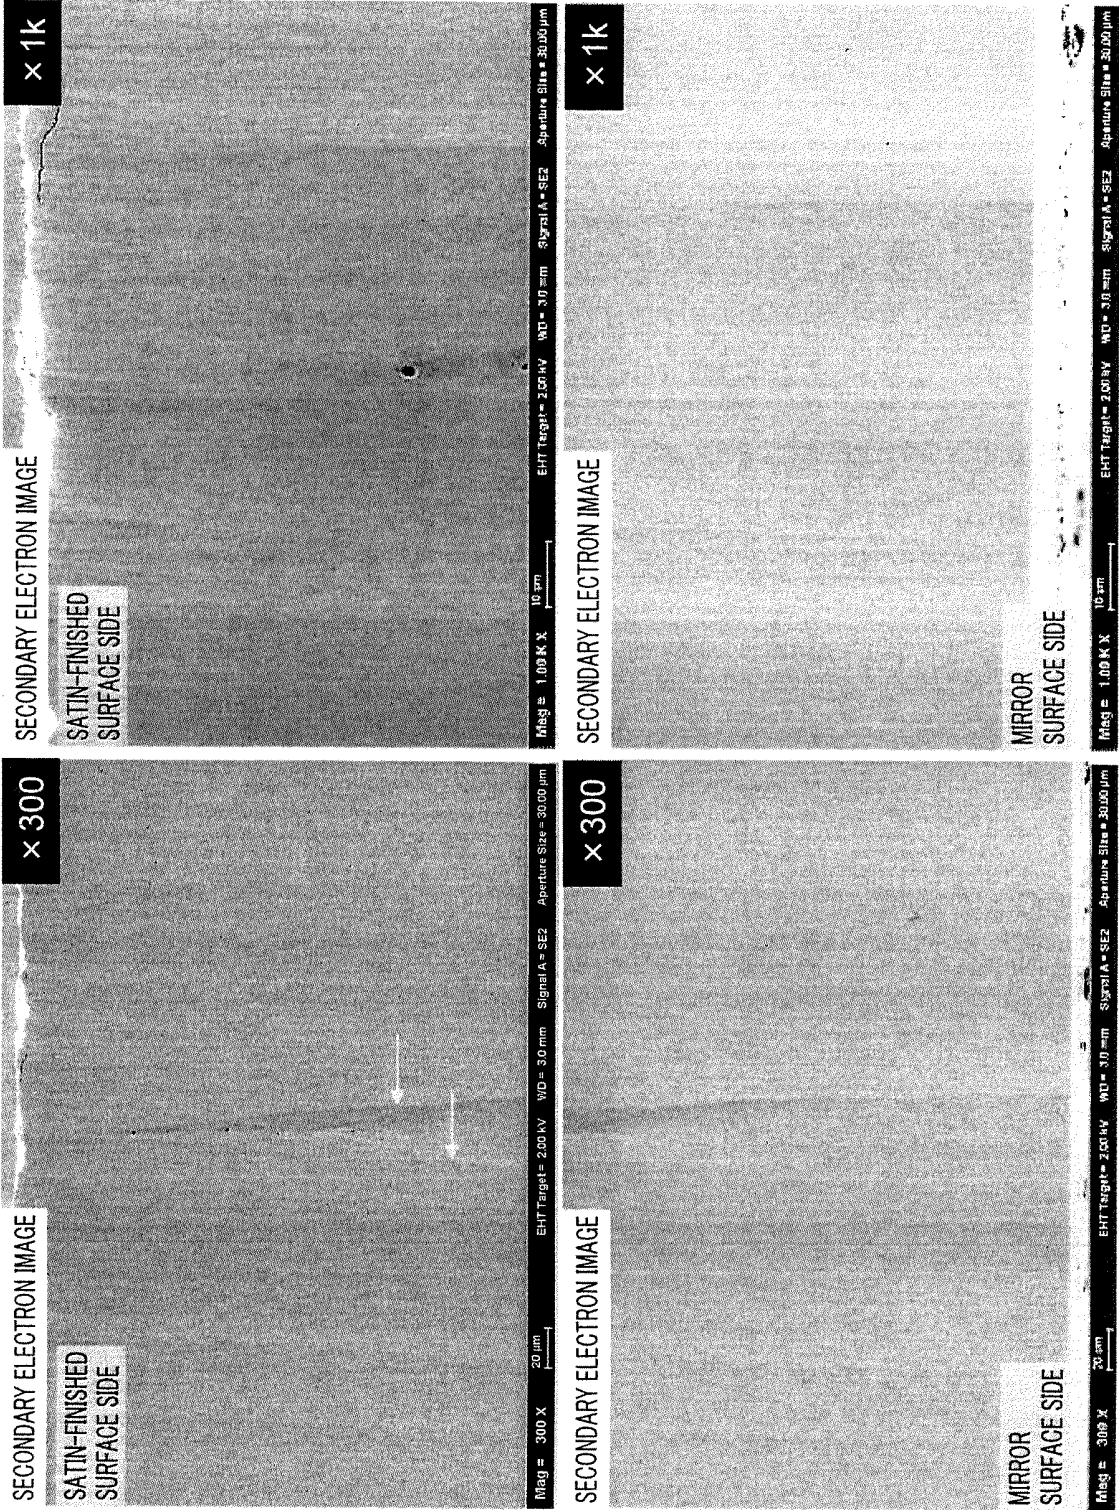 × 300
SECONDARY ELECTRON IMAGE
SATIN-FINISHED
SURFACE SIDE
Mag = 300 X
20 µm
EHT Target = 2.00 kV
WD = 3.0 mm
Signal A = SE2
Aperture Size = 30.00 µm
× 1k
SECONDARY ELECTRON IMAGE
SATIN-FINISHED
SURFACE SIDE
Mag = 1.00 K X
10 µm
EHT Target = 2.00 kV
WD = 3.0 mm
Signal A = SE2
Aperture Size = 30.00 µm
× 300
SECONDARY ELECTRON IMAGE
MIRROR
SURFACE SIDE
Mag = 300 X
20 µm
EHT Target = 2.00 kV
WD = 3.0 mm
Signal A = SE2
Aperture Size = 30.00 µm
× 1k
SECONDARY ELECTRON IMAGE
MIRROR
SURFACE SIDE
Mag = 1.00 K X
10 µm
EHT Target = 2.00 kV
WD = 3.0 mm
Signal A = SE2
Aperture Size = 30.00 µm